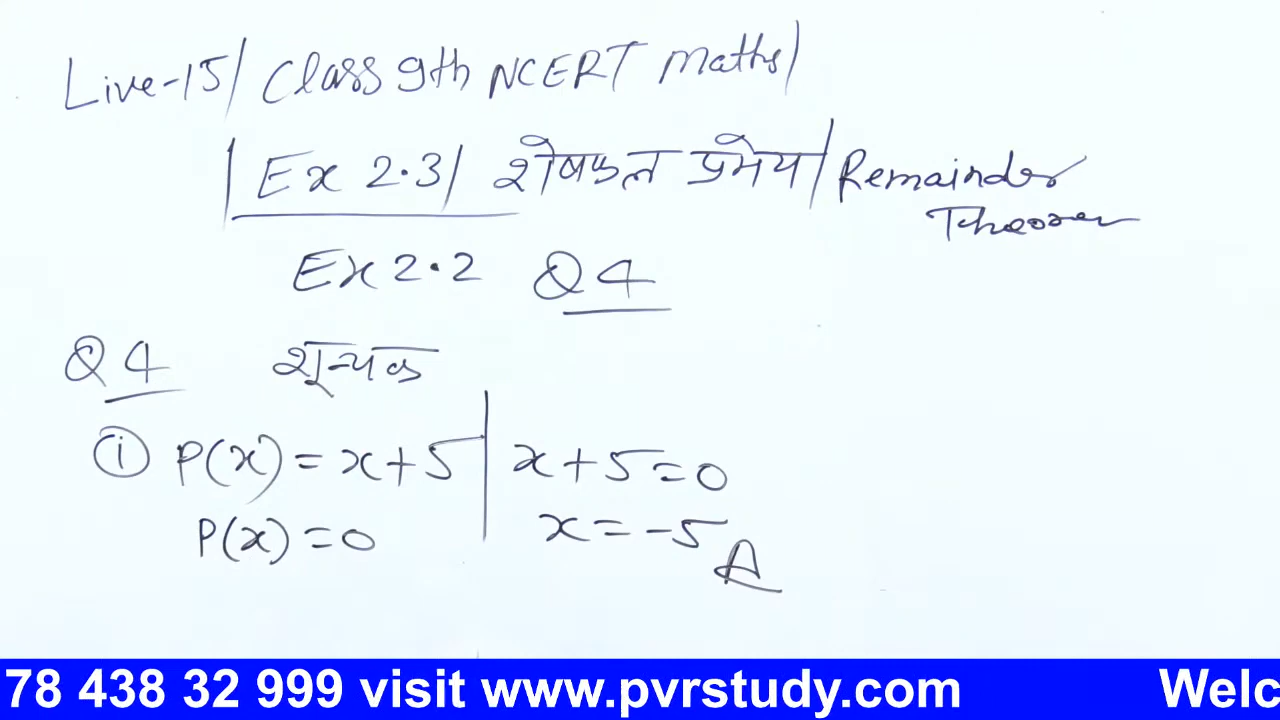 Live-15/ Class 9th NCERT Maths/
| Ex 2.3/ शेषफल प्रमेय/ Remainder
Theorem
Ex 2.2 Q4
Q4 शून्यक
i P(x) = x+5 | x+5=0
P(x) = 0 x = -5 A
78 438 32 999 visit www.pvrstudy.com Welc